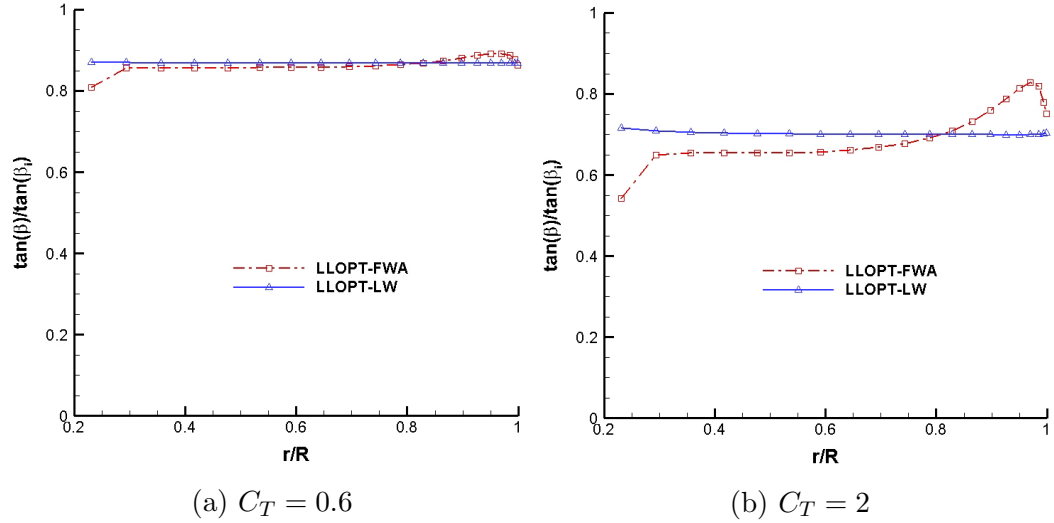 1
0.8
0.6
0.4
0.2
0
0.2 0.4 0.6 0.8 1
tan(β)/tan(βi)
r/R
LLOPT-FWA
LLOPT-LW
(a) C_T = 0.6
1
0.8
0.6
0.4
0.2
0
0.2 0.4 0.6 0.8 1
tan(β)/tan(βi)
r/R
LLOPT-FWA
LLOPT-LW
(b) C_T = 2